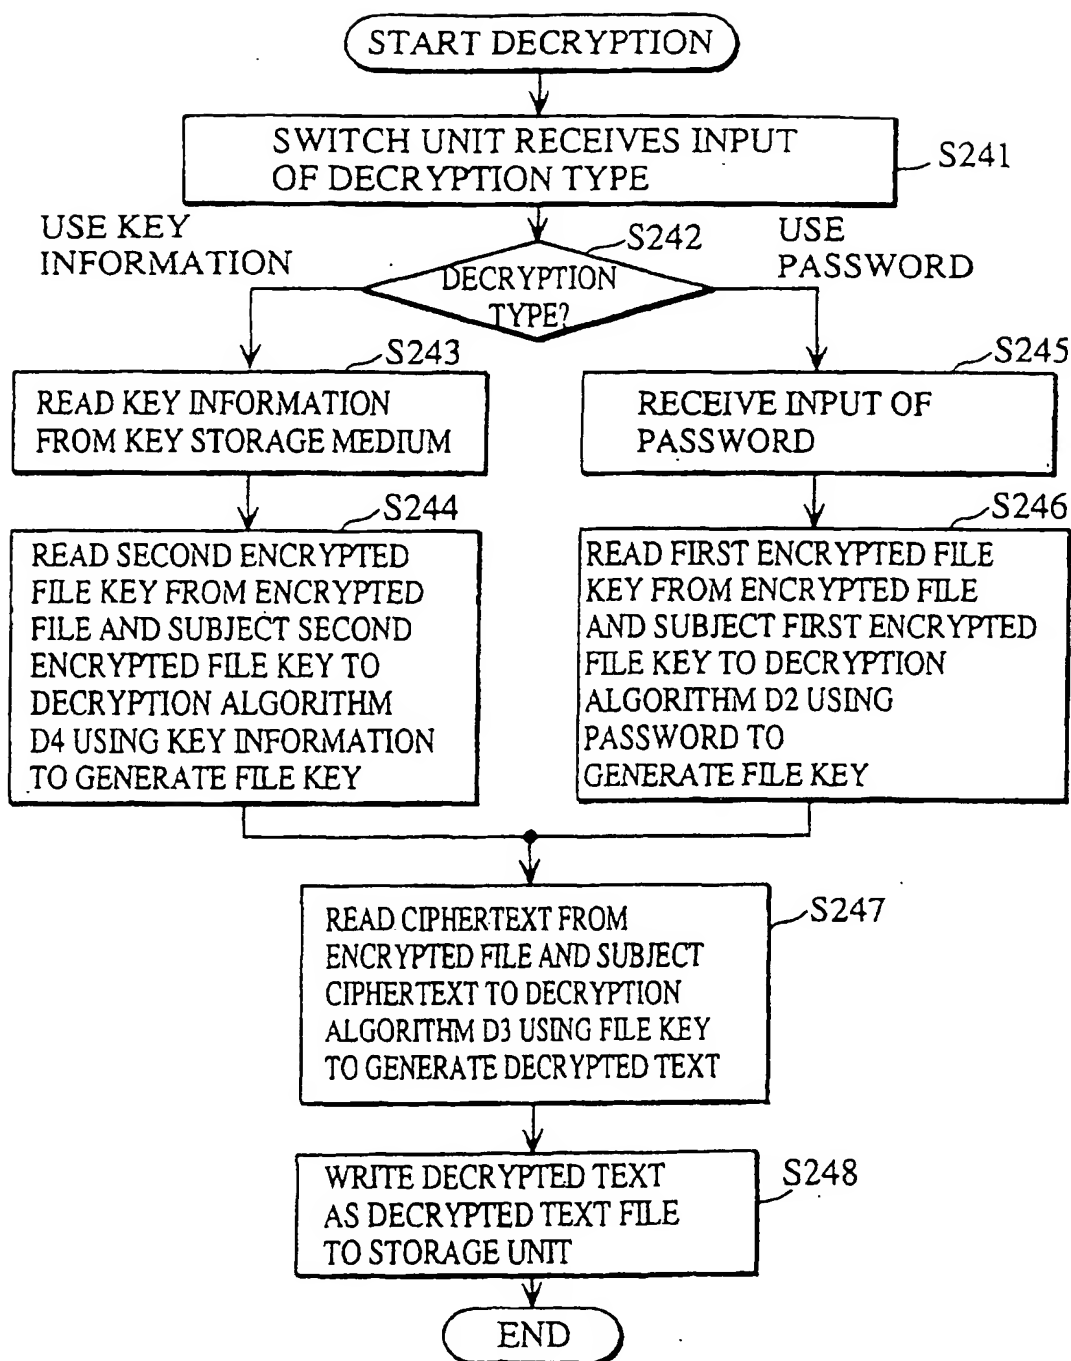 START DECRYPTION
SWITCH UNIT RECEIVES INPUT
OF DECRYPTION TYPE
S241
USE KEY
INFORMATION
S242
USE
PASSWORD
DECRYPTION
TYPE?
S243
READ KEY INFORMATION
FROM KEY STORAGE MEDIUM
S245
RECEIVE INPUT OF
PASSWORD
S244
READ SECOND ENCRYPTED
FILE KEY FROM ENCRYPTED
FILE AND SUBJECT SECOND
ENCRYPTED FILE KEY TO
DECRYPTION ALGORITHM
D4 USING KEY INFORMATION
TO GENERATE FILE KEY
S246
READ FIRST ENCRYPTED FILE
KEY FROM ENCRYPTED FILE
AND SUBJECT FIRST ENCRYPTED
FILE KEY TO DECRYPTION
ALGORITHM D2 USING
PASSWORD TO
GENERATE FILE KEY
S247
READ CIPHERTEXT FROM
ENCRYPTED FILE AND SUBJECT
CIPHERTEXT TO DECRYPTION
ALGORITHM D3 USING FILE KEY
TO GENERATE DECRYPTED TEXT
S248
WRITE DECRYPTED TEXT
AS DECRYPTED TEXT FILE
TO STORAGE UNIT
END